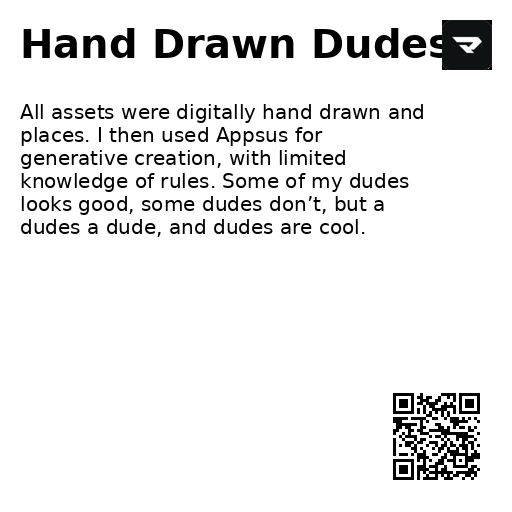 Hand Drawn Dudes
All assets were digitally hand drawn and
places. I then used Appsus for
generative creation, with limited
knowledge of rules. Some of my dudes
looks good, some dudes don’t, but a
dudes a dude, and dudes are cool.